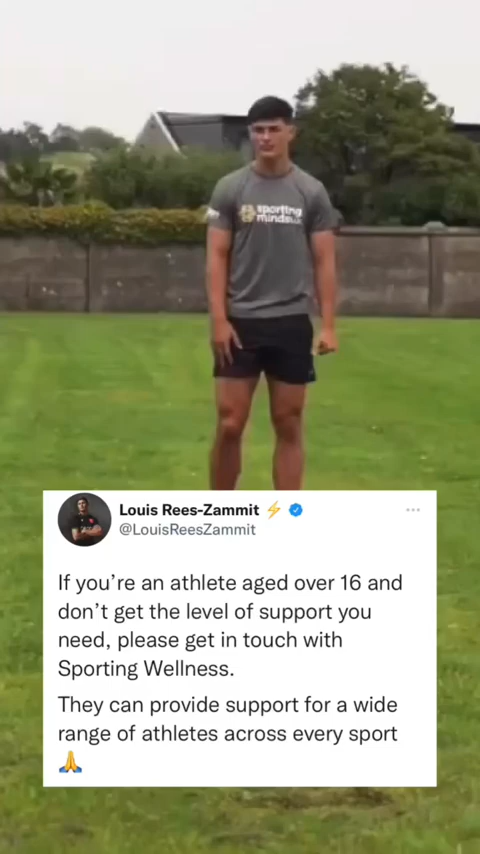 sporting
minds UK
Louis Rees-Zammit ⚡
@LouisReesZammit
If you’re an athlete aged over 16 and
don’t get the level of support you
need, please get in touch with
Sporting Wellness.
They can provide support for a wide
range of athletes across every sport
🙏